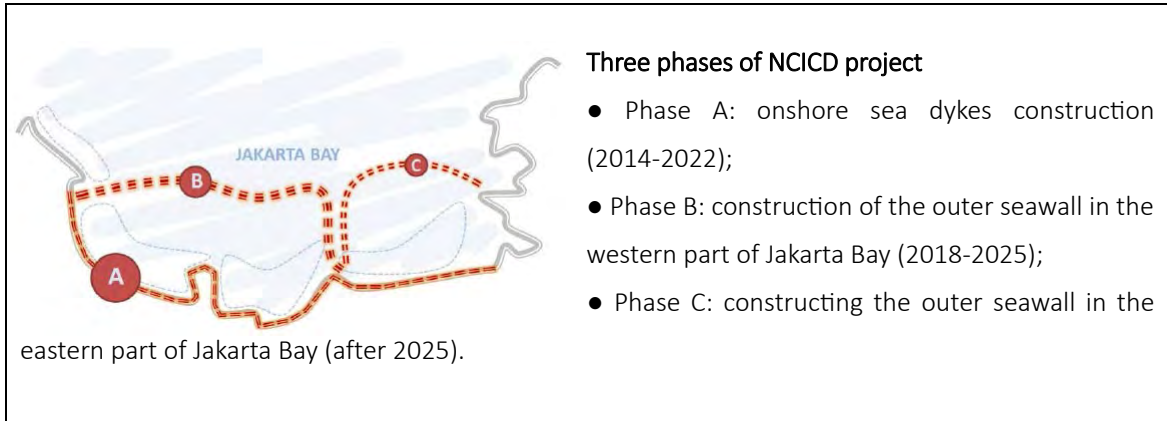 JAKARTA BAY
A
B
C
Three phases of NCICD project
● Phase A: onshore sea dykes construction
(2014-2022);
● Phase B: construction of the outer seawall in the
western part of Jakarta Bay (2018-2025);
● Phase C: constructing the outer seawall in the
eastern part of Jakarta Bay (after 2025).